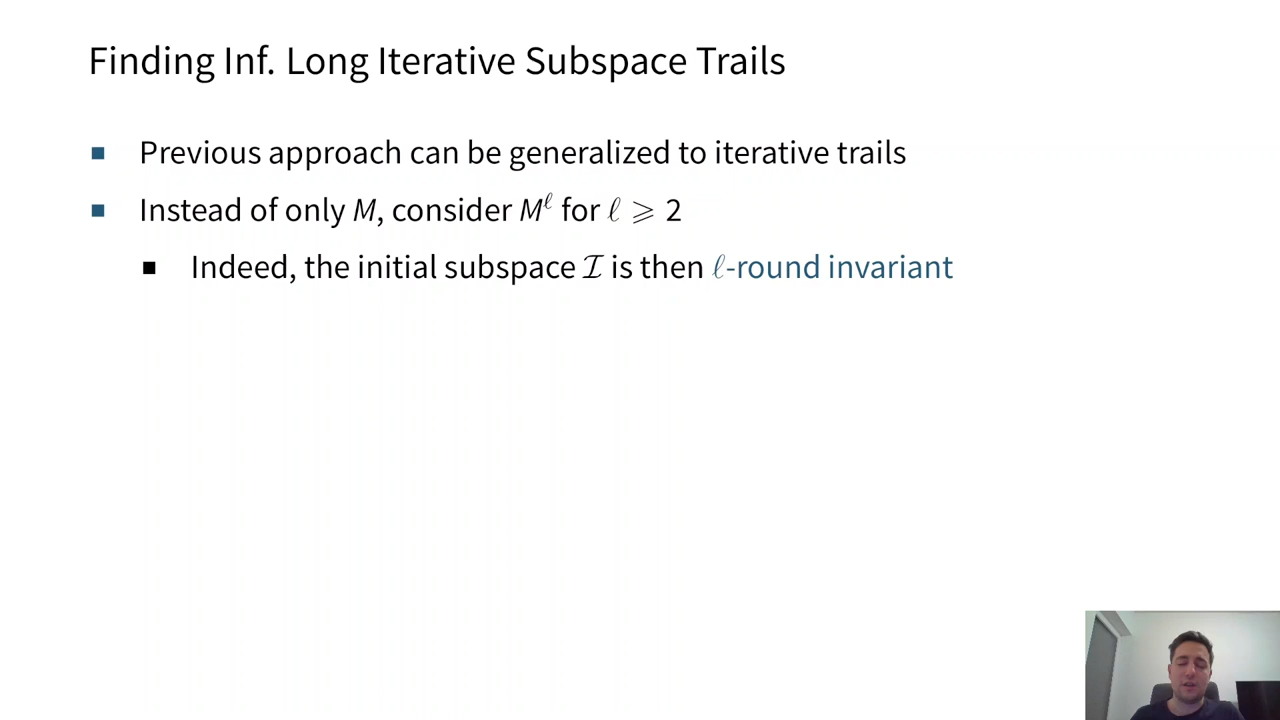 Finding Inf. Long Iterative Subspace Trails
Previous approach can be generalized to iterative trails
Instead of only M, consider M^ℓ for ℓ ⩾ 2
Indeed, the initial subspace 𝓘 is then ℓ-round invariant